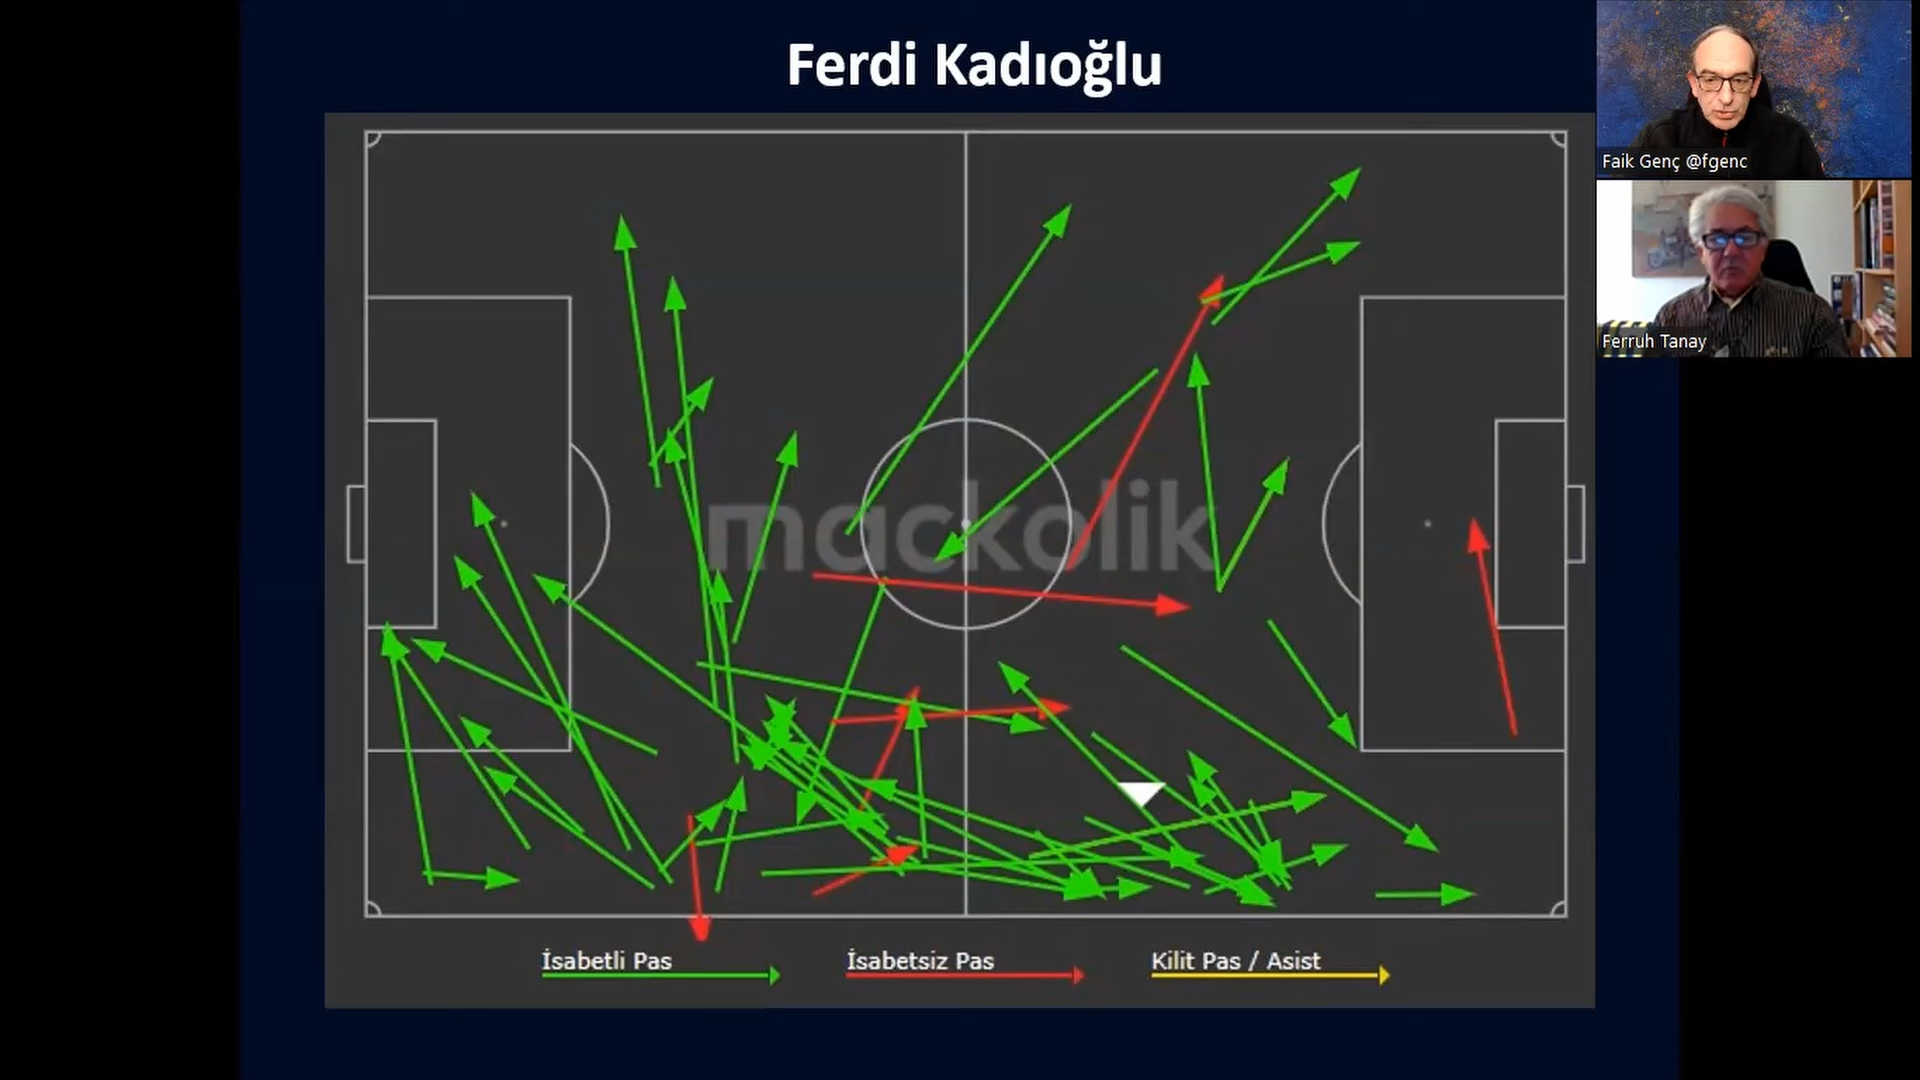 Ferdi Kadıoğlu
Faik Genç @fgenc
Ferruh Tanay
mackolik
İsabetli Pas
İsabetsiz Pas
Kilit Pas / Asist